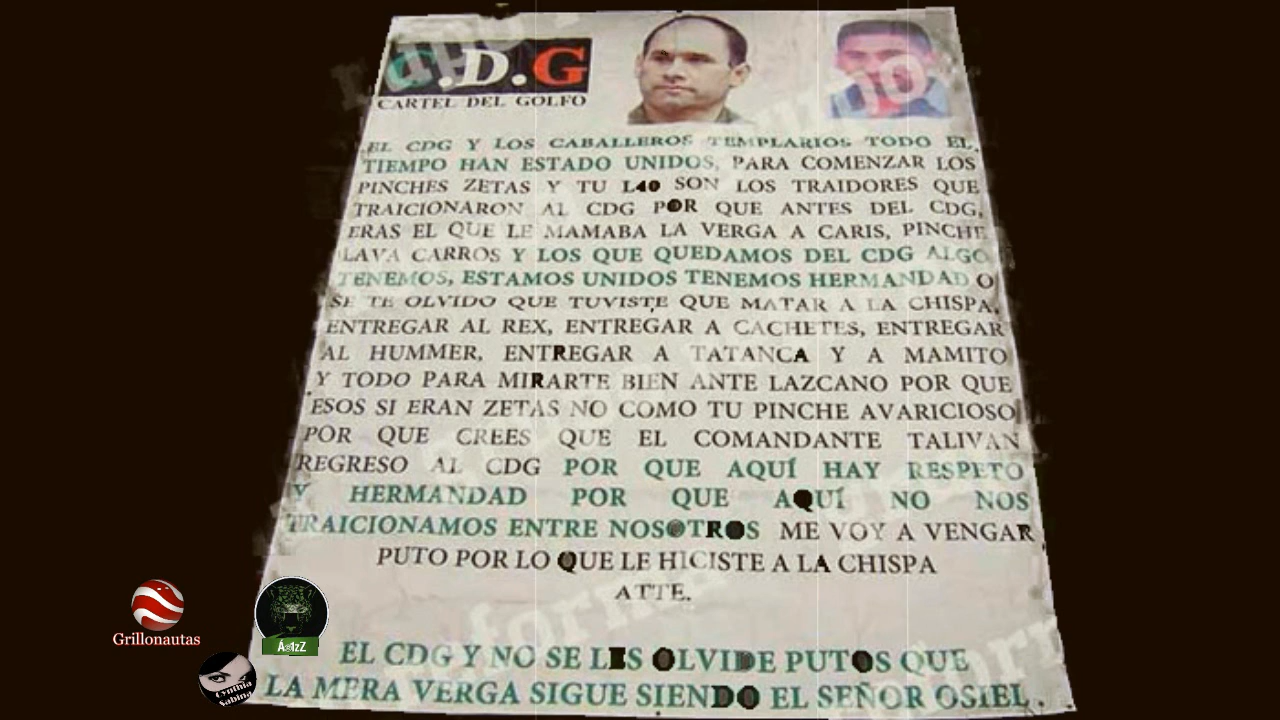 C.D.G
CARTEL DEL GOLFO
EL CDG Y LOS CABALLEROS TEMPLARIOS TODO EL
TIEMPO HAN ESTADO UNIDOS, PARA COMENZAR LOS
PINCHES ZETAS Y TU L40 SON LOS TRAIDORES QUE
TRAICIONARON AL CDG POR QUE ANTES DEL CDG,
ERAS EL QUE LE MAMABA LA VERGA A CARIS, PINCHE
LAVA CARROS Y LOS QUE QUEDAMOS DEL CDG ALGO
TENEMOS, ESTAMOS UNIDOS TENEMOS HERMANDAD O
SE TE OLVIDO QUE TUVISTE QUE MATAR A LA CHISPA,
ENTREGAR AL REX, ENTREGAR A CACHETES, ENTREGAR
AL HUMMER, ENTREGAR A TATANCA Y A MAMITO
Y TODO PARA MIRARTE BIEN ANTE LAZCANO POR QUE
ESOS SI ERAN ZETAS NO COMO TU PINCHE AVARICIOSO
POR QUE CREES QUE EL COMANDANTE TALIVAN
REGRESO AL CDG POR QUE AQUÍ HAY RESPETO
Y HERMANDAD POR QUE AQUÍ NO NOS
TRAICIONAMOS ENTRE NOSOTROS ME VOY A VENGAR
PUTO POR LO QUE LE HICISTE A LA CHISPA
ATTE.
EL CDG Y NO SE LES OLVIDE PUTOS QUE
LA MERA VERGA SIGUE SIENDO EL SEÑOR OSIEL.
Grillonautas
Á@lzZ
Cynthia
Sabina